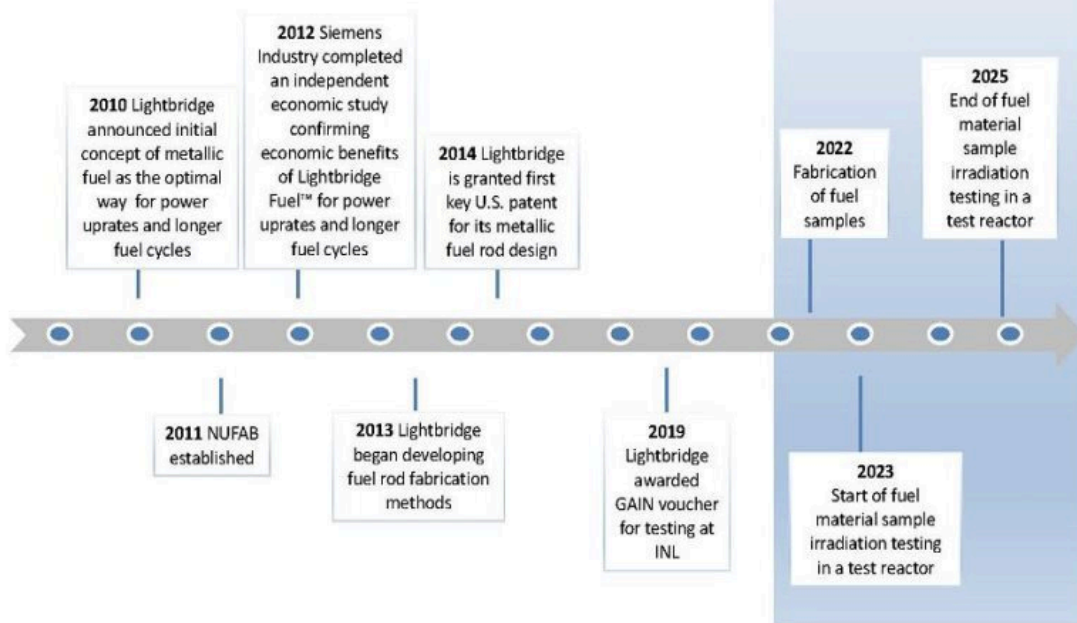 2010 Lightbridge
announced initial
concept of metallic
fuel as the optimal
way for power
uprates and longer
fuel cycles
2011 NUFAB
established
2012 Siemens
Industry completed
an independent
economic study
confirming
economic benefits
of Lightbridge
Fuel™ for power
uprates and longer
fuel cycles
2013 Lightbridge
began developing
fuel rod fabrication
methods
2014 Lightbridge
is granted first
key U.S. patent
for its metallic
fuel rod design
2019
Lightbridge
awarded
GAIN voucher
for testing at
INL
2022
Fabrication
of fuel
samples
2023
Start of fuel
material sample
irradiation testing
in a test reactor
2025
End of fuel
material
sample
irradiation
testing in a
test reactor